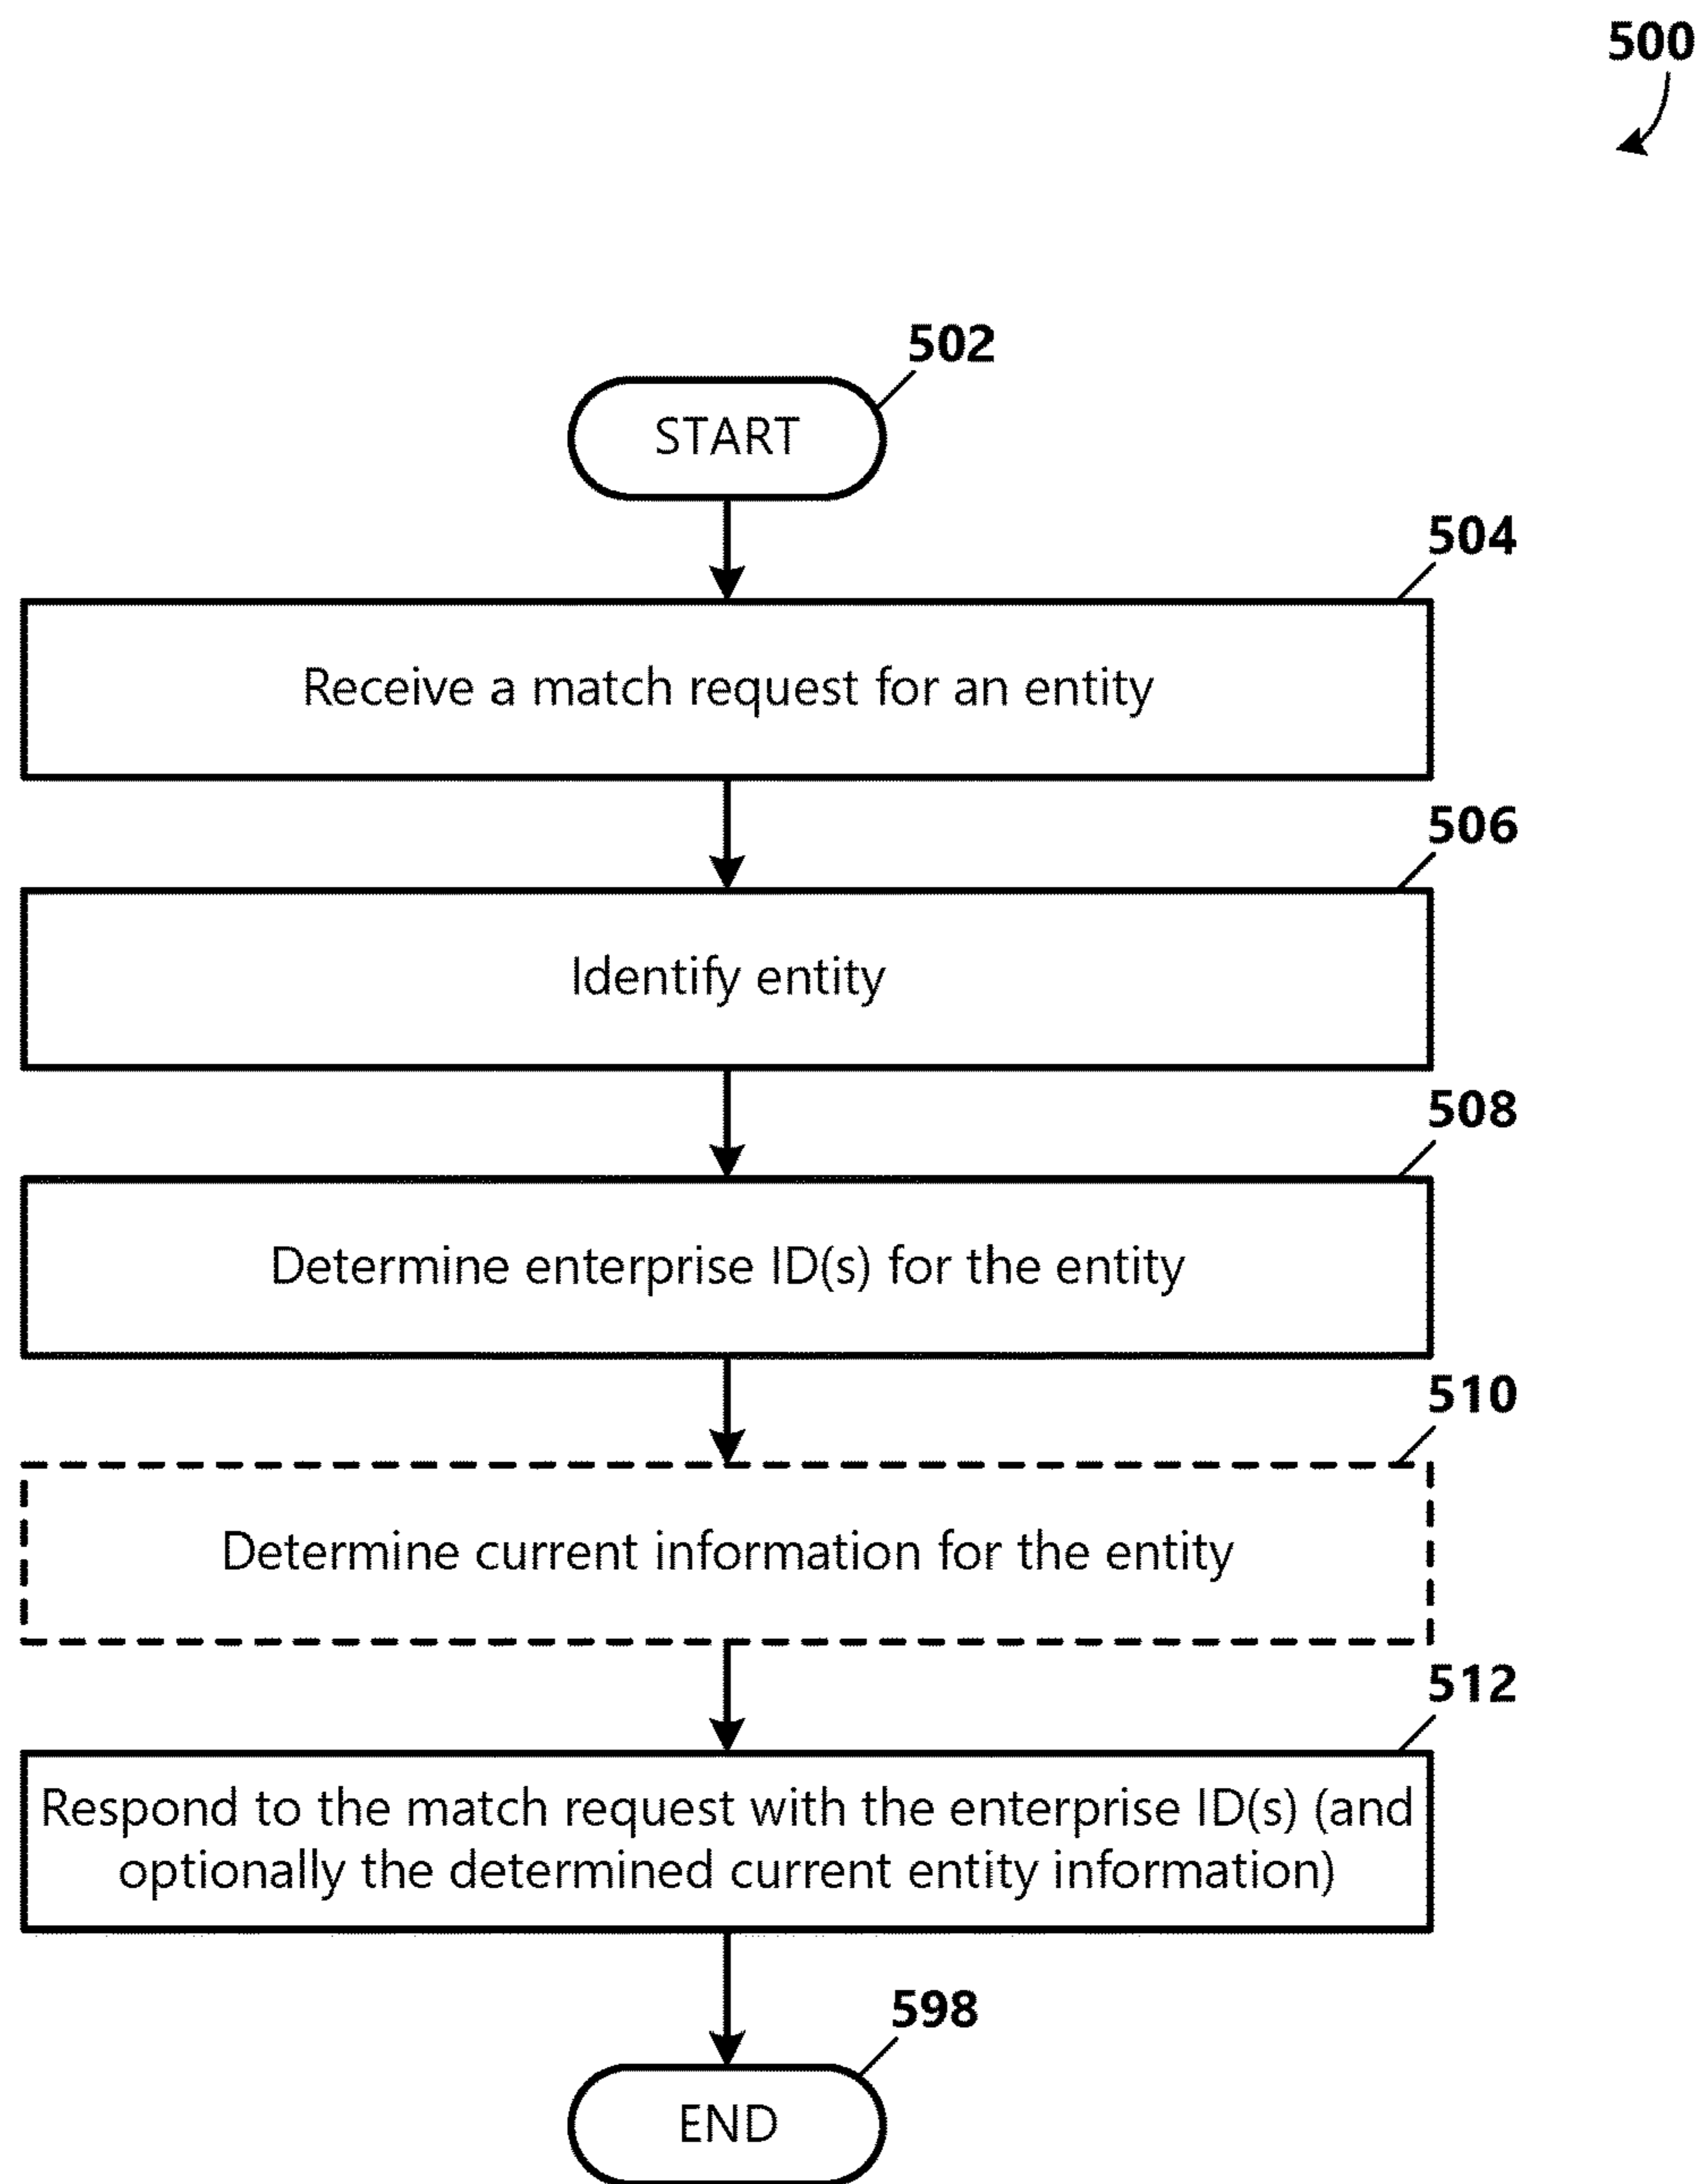 500
502
START
504
Receive a match request for an entity
506
Identify entity
508
Determine enterprise ID(s) for the entity
510
Determine current information for the entity
512
Respond to the match request with the enterprise ID(s) (and
optionally the determined current entity information)
598
END